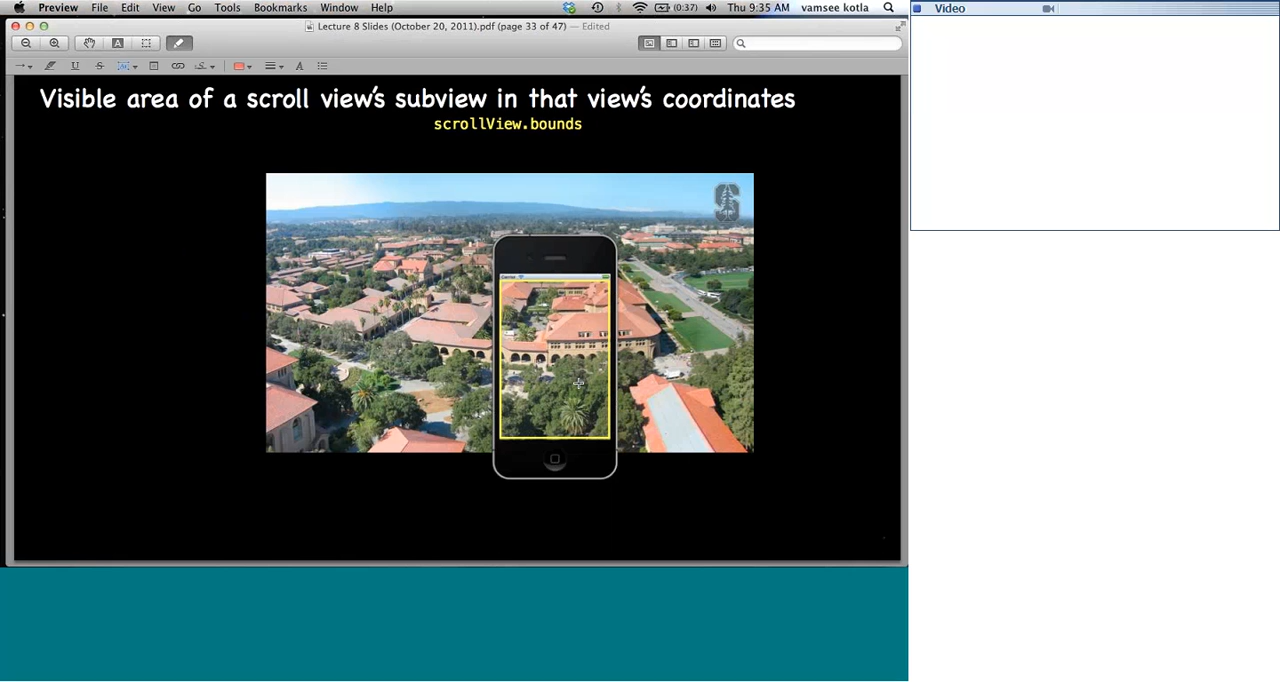 Preview File Edit View Go Tools Bookmarks Window Help (0:37) Thu 9:35 AM vamsee kotla
Video
Lecture 8 Slides (October 20, 2011).pdf (page 33 of 47) — Edited
Visible area of a scroll view's subview in that view's coordinates
scrollView.bounds
S
Carrier